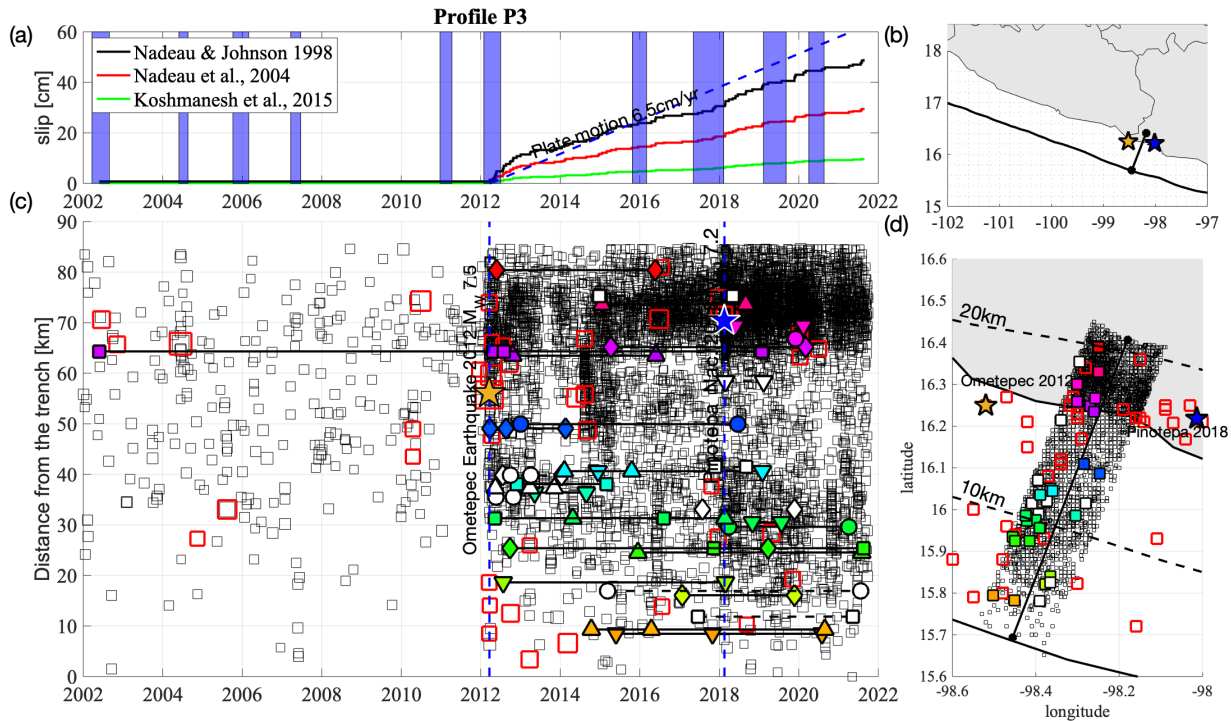 Profile P3
(a)
slip [cm]
60
40
20
0
Nadeau & Johnson 1998
Nadeau et al., 2004
Koshmanesh et al., 2015
Plate motion 6.5cm/yr
2002 2004 2006 2008 2010 2012 2014 2016 2018 2020 2022
(b)
18
17
16
15
-102 -101 -100 -99 -98 -97
(c)
Distance from the trench [km]
90
80
70
60
50
40
30
20
10
0
Ometepec Earthquake 2012 M_w 7.5
7.2
2002 2004 2006 2008 2010 2012 2014 2016 2018 2020 2022
(d)
latitude
16.6
16.5
16.4
16.3
16.2
16.1
16
15.9
15.8
15.7
15.6
20km
Ometepec 2012
Pinotepa 2018
10km
-98.6 -98.4 -98.2 -98
longitude